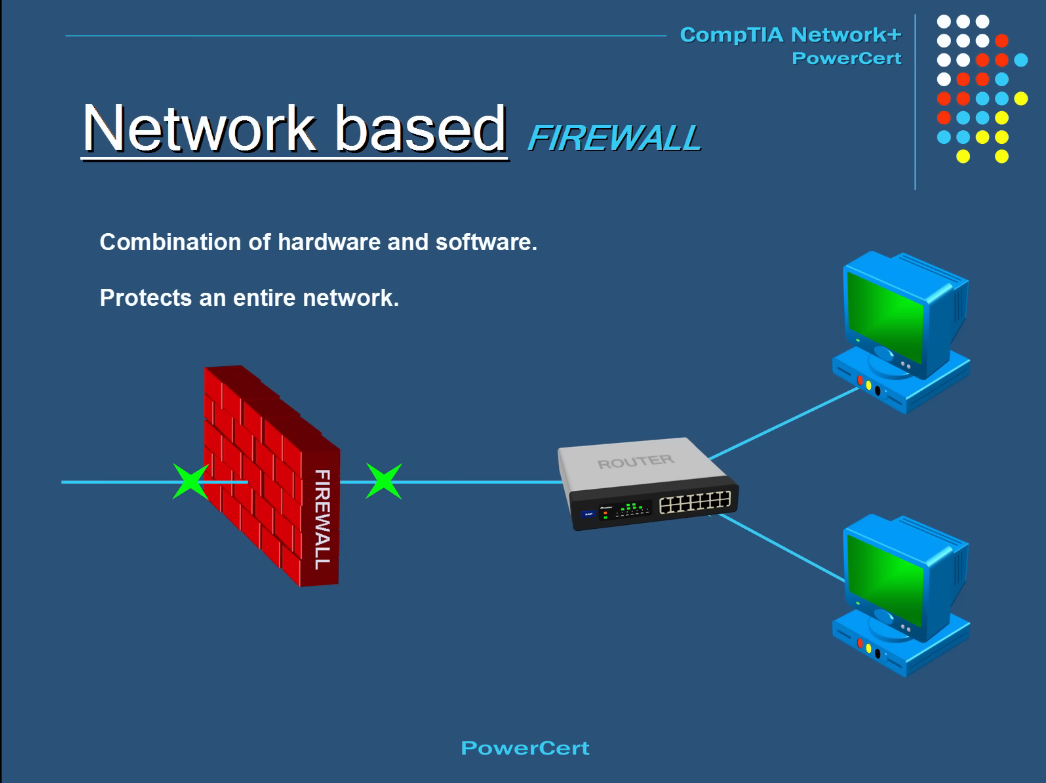 CompTIA Network+
PowerCert
Network based FIREWALL
Combination of hardware and software.
Protects an entire network.
ROUTER
FIREWALL
PowerCert